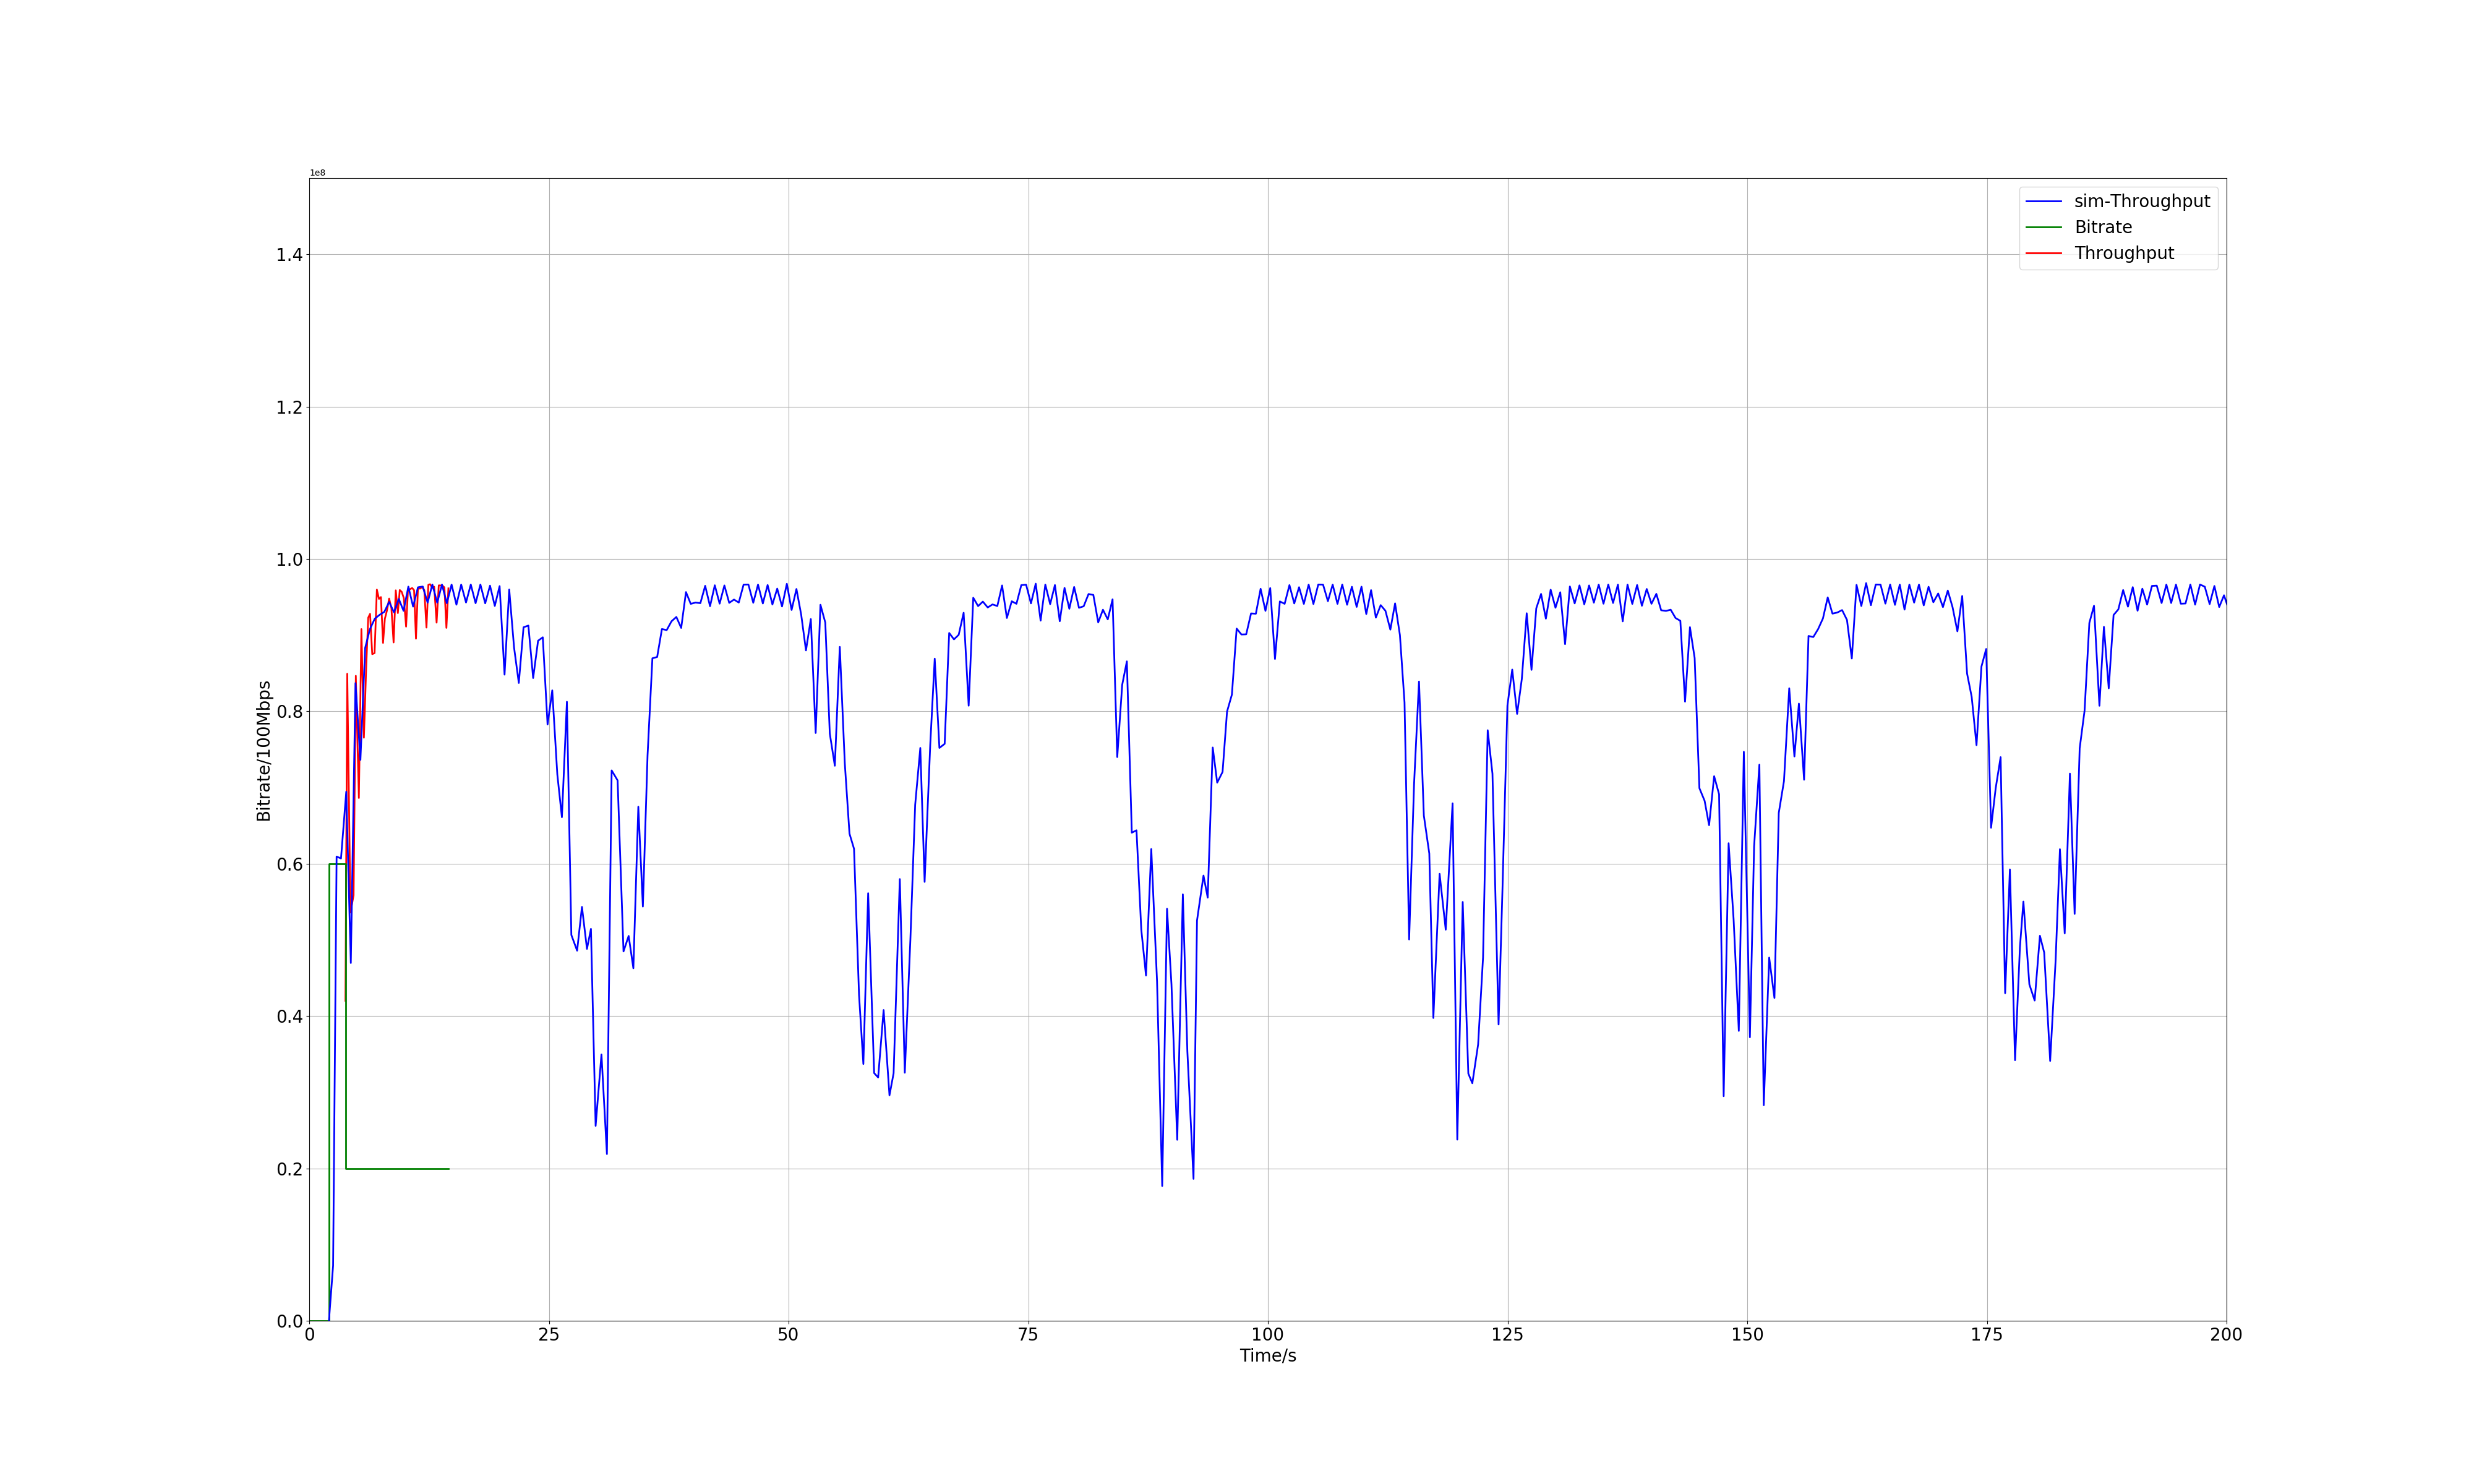 1e8
sim-Throughput
Bitrate
Throughput
1.4
1.2
1.0
0.8
0.6
0.4
0.2
0.0
Bitrate/100Mbps
0 25 50 75 100 125 150 175 200
Time/s